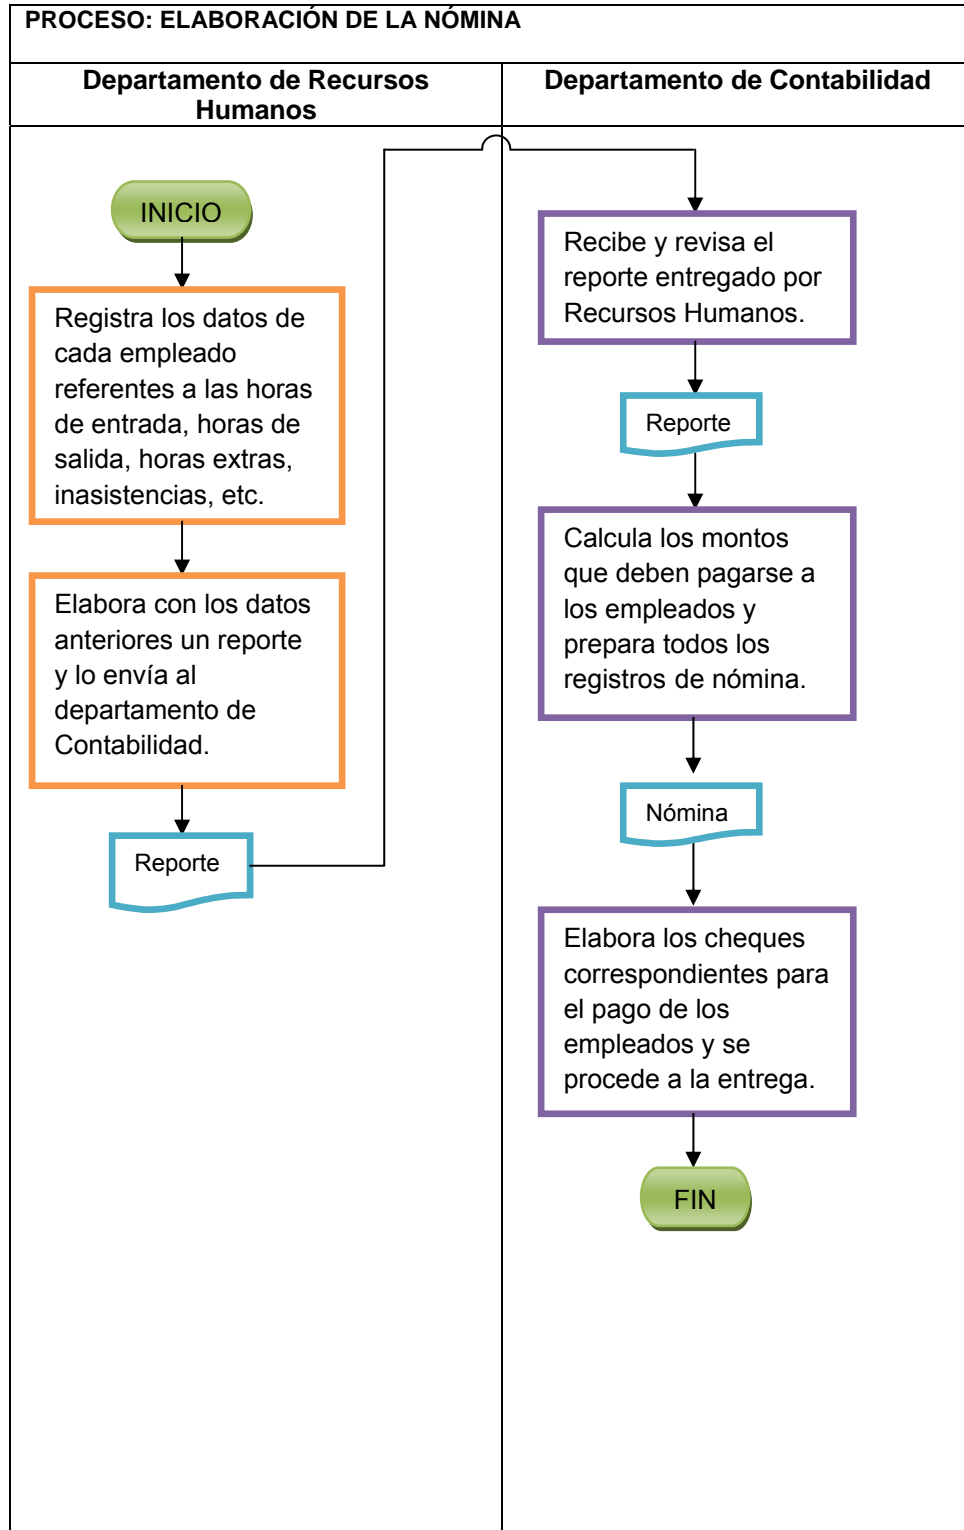 PROCESO: ELABORACIÓN DE LA NÓMINA
Departamento de Recursos
Humanos
Departamento de Contabilidad
INICIO
Registra los datos de
cada empleado
referentes a las horas
de entrada, horas de
salida, horas extras,
inasistencias, etc.
Elabora con los datos
anteriores un reporte
y lo envía al
departamento de
Contabilidad.
Reporte
Recibe y revisa el
reporte entregado por
Recursos Humanos.
Reporte
Calcula los montos
que deben pagarse a
los empleados y
prepara todos los
registros de nómina.
Nómina
Elabora los cheques
correspondientes para
el pago de los
empleados y se
procede a la entrega.
FIN